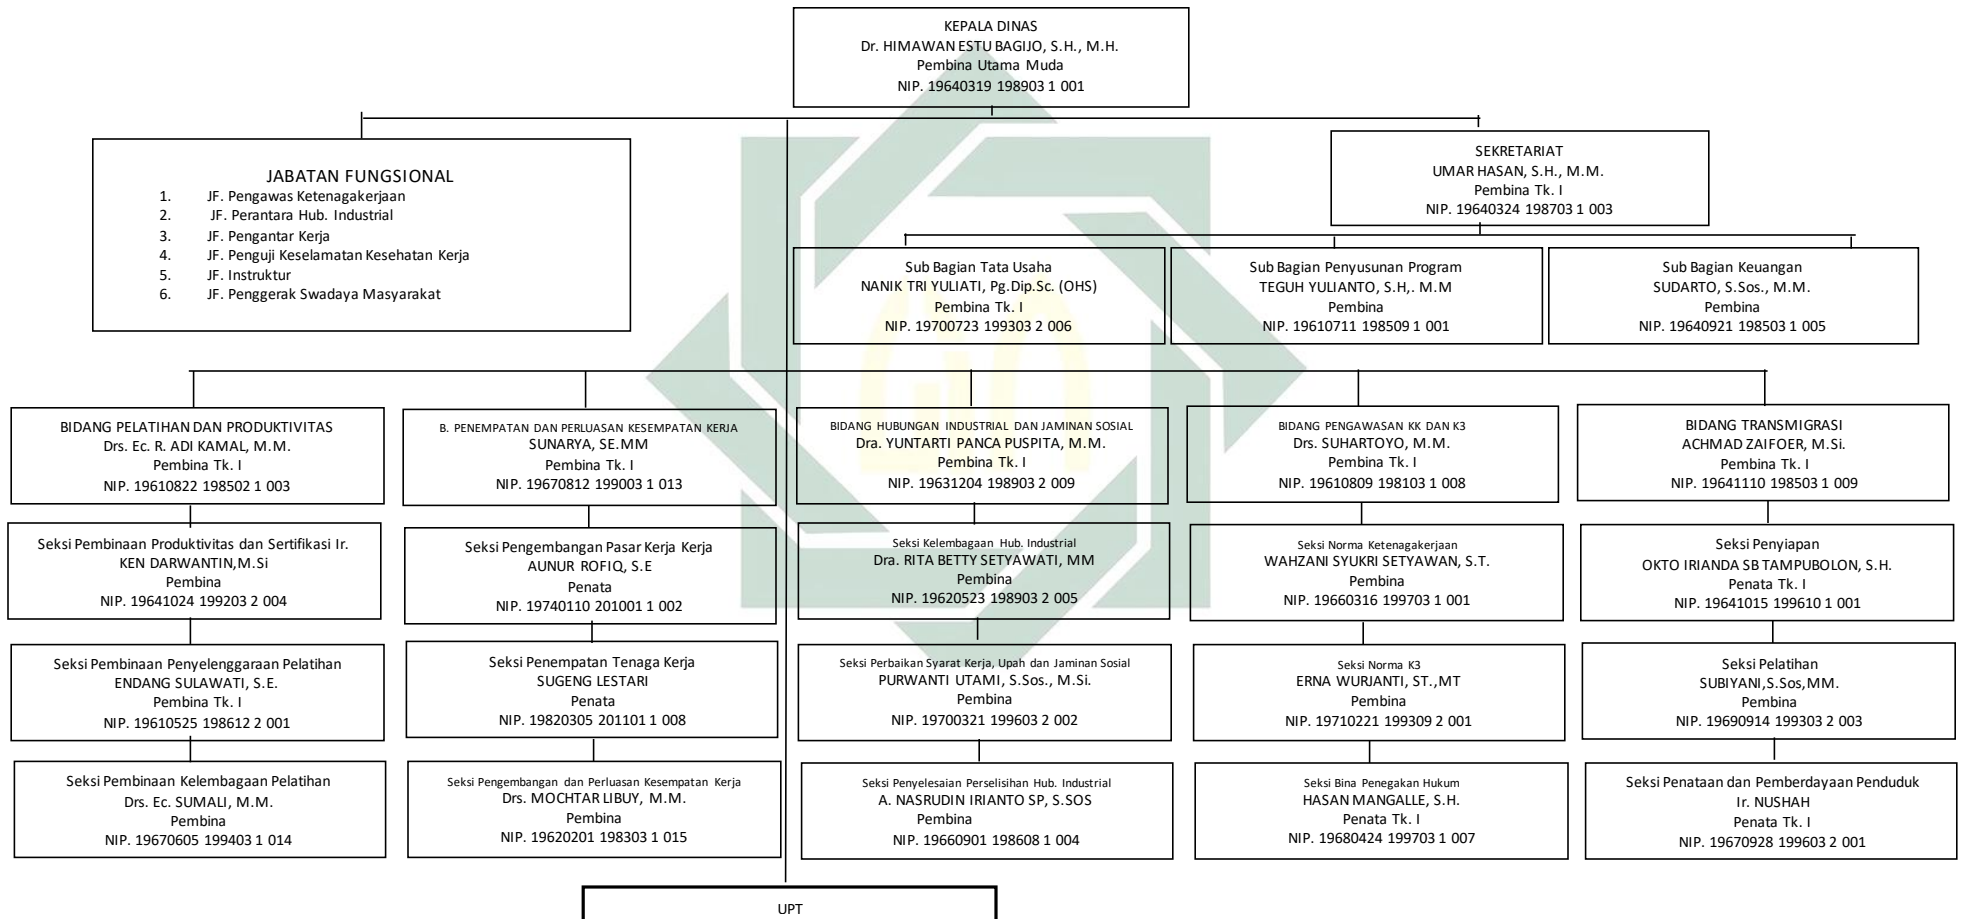 KEPALA DINAS
Dr. HIMAWAN ESTU BAGIJO, S.H., M.H.
Pembina Utama Muda
NIP. 19640319 198903 1 001
JABATAN FUNGSIONAL
1. JF. Pengawas Ketenagakerjaan
2. JF. Perantara Hub. Industrial
3. JF. Pengantar Kerja
4. JF. Penguji Keselamatan Kesehatan Kerja
5. JF. Instruktur
6. JF. Penggerak Swadaya Masyarakat
SEKRETARIAT
UMAR HASAN, S.H., M.M.
Pembina Tk. I
NIP. 19640324 198703 1 003
Sub Bagian Tata Usaha
NANIK TRI YULIATI, Pg.Dip.Sc. (OHS)
Pembina Tk. I
NIP. 19700723 199303 2 006
Sub Bagian Penyusunan Program
TEGUH YULIANTO, S.H,. M.M
Pembina
NIP. 19610711 198509 1 001
Sub Bagian Keuangan
SUDARTO, S.Sos., M.M.
Pembina
NIP. 19640921 198503 1 005
BIDANG PELATIHAN DAN PRODUKTIVITAS
Drs. Ec. R. ADI KAMAL, M.M.
Pembina Tk. I
NIP. 19610822 198502 1 003
B. PENEMPATAN DAN PERLUASAN KESEMPATAN KERJA
SUNARYA, SE.MM
Pembina Tk. I
NIP. 19670812 199003 1 013
BIDANG HUBUNGAN INDUSTRIAL DAN JAMINAN SOSIAL
Dra. YUNTARTI PANCA PUSPITA, M.M.
Pembina Tk. I
NIP. 19631204 198903 2 009
BIDANG PENGAWASAN KK DAN K3
Drs. SUHARTOYO, M.M.
Pembina Tk. I
NIP. 19610809 198103 1 008
BIDANG TRANSMIGRASI
ACHMAD ZAIFOER, M.Si.
Pembina Tk. I
NIP. 19641110 198503 1 009
Seksi Pembinaan Produktivitas dan Sertifikasi Ir.
KEN DARWANTIN,M.Si
Pembina
NIP. 19641024 199203 2 004
Seksi Pengembangan Pasar Kerja Kerja
AUNUR ROFIQ, S.E
Penata
NIP. 19740110 201001 1 002
Seksi Kelembagaan Hub. Industrial
Dra. RITA BETTY SETYAWATI, MM
Pembina
NIP. 19620523 198903 2 005
Seksi Norma Ketenagakerjaan
WAHZANI SYUKRI SETYAWAN, S.T.
Pembina
NIP. 19660316 199703 1 001
Seksi Penyiapan
OKTO IRIANDA SB TAMPUBOLON, S.H.
Penata Tk. I
NIP. 19641015 199610 1 001
Seksi Pembinaan Penyelenggaraan Pelatihan
ENDANG SULAWATI, S.E.
Pembina Tk. I
NIP. 19610525 198612 2 001
Seksi Penempatan Tenaga Kerja
SUGENG LESTARI
Penata
NIP. 19820305 201101 1 008
Seksi Perbaikan Syarat Kerja, Upah dan Jaminan Sosial
PURWANTI UTAMI, S.Sos., M.Si.
Pembina
NIP. 19700321 199603 2 002
Seksi Norma K3
ERNA WURJANTI, ST.,MT
Pembina
NIP. 19710221 199309 2 001
Seksi Pelatihan
SUBIYANI,S.Sos,MM.
Pembina
NIP. 19690914 199303 2 003
Seksi Pembinaan Kelembagaan Pelatihan
Drs. Ec. SUMALI, M.M.
Pembina
NIP. 19670605 199403 1 014
Seksi Pengembangan dan Perluasan Kesempatan Kerja
Drs. MOCHTAR LIBUY, M.M.
Pembina
NIP. 19620201 198303 1 015
Seksi Penyelesaian Perselisihan Hub. Industrial
A. NASRUDIN IRIANTO SP, S.SOS
Pembina
NIP. 19660901 198608 1 004
Seksi Bina Penegakan Hukum
HASAN MANGALLE, S.H.
Penata Tk. I
NIP. 19680424 199703 1 007
Seksi Penataan dan Pemberdayaan Penduduk
Ir. NUSHAH
Penata Tk. I
NIP. 19670928 199603 2 001
UPT